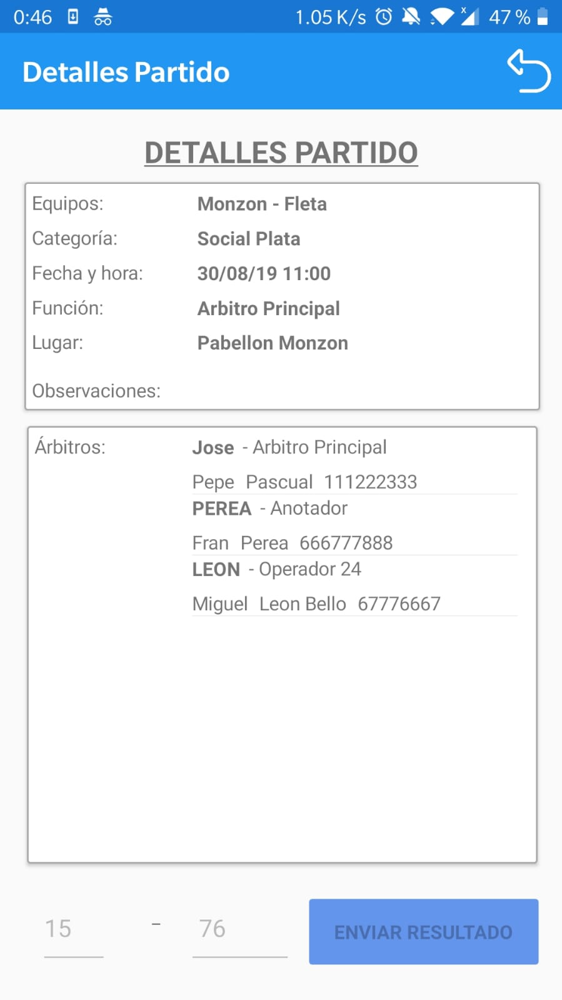 0:46 1.05 K/s x 47 %
Detalles Partido
DETALLES PARTIDO
Equipos: Monzon - Fleta
Categoría: Social Plata
Fecha y hora: 30/08/19 11:00
Función: Arbitro Principal
Lugar: Pabellon Monzon
Observaciones:
Árbitros: Jose - Arbitro Principal
Pepe Pascual 111222333
PEREA - Anotador
Fran Perea 666777888
LEON - Operador 24
Miguel Leon Bello 67776667
15 - 76 ENVIAR RESULTADO